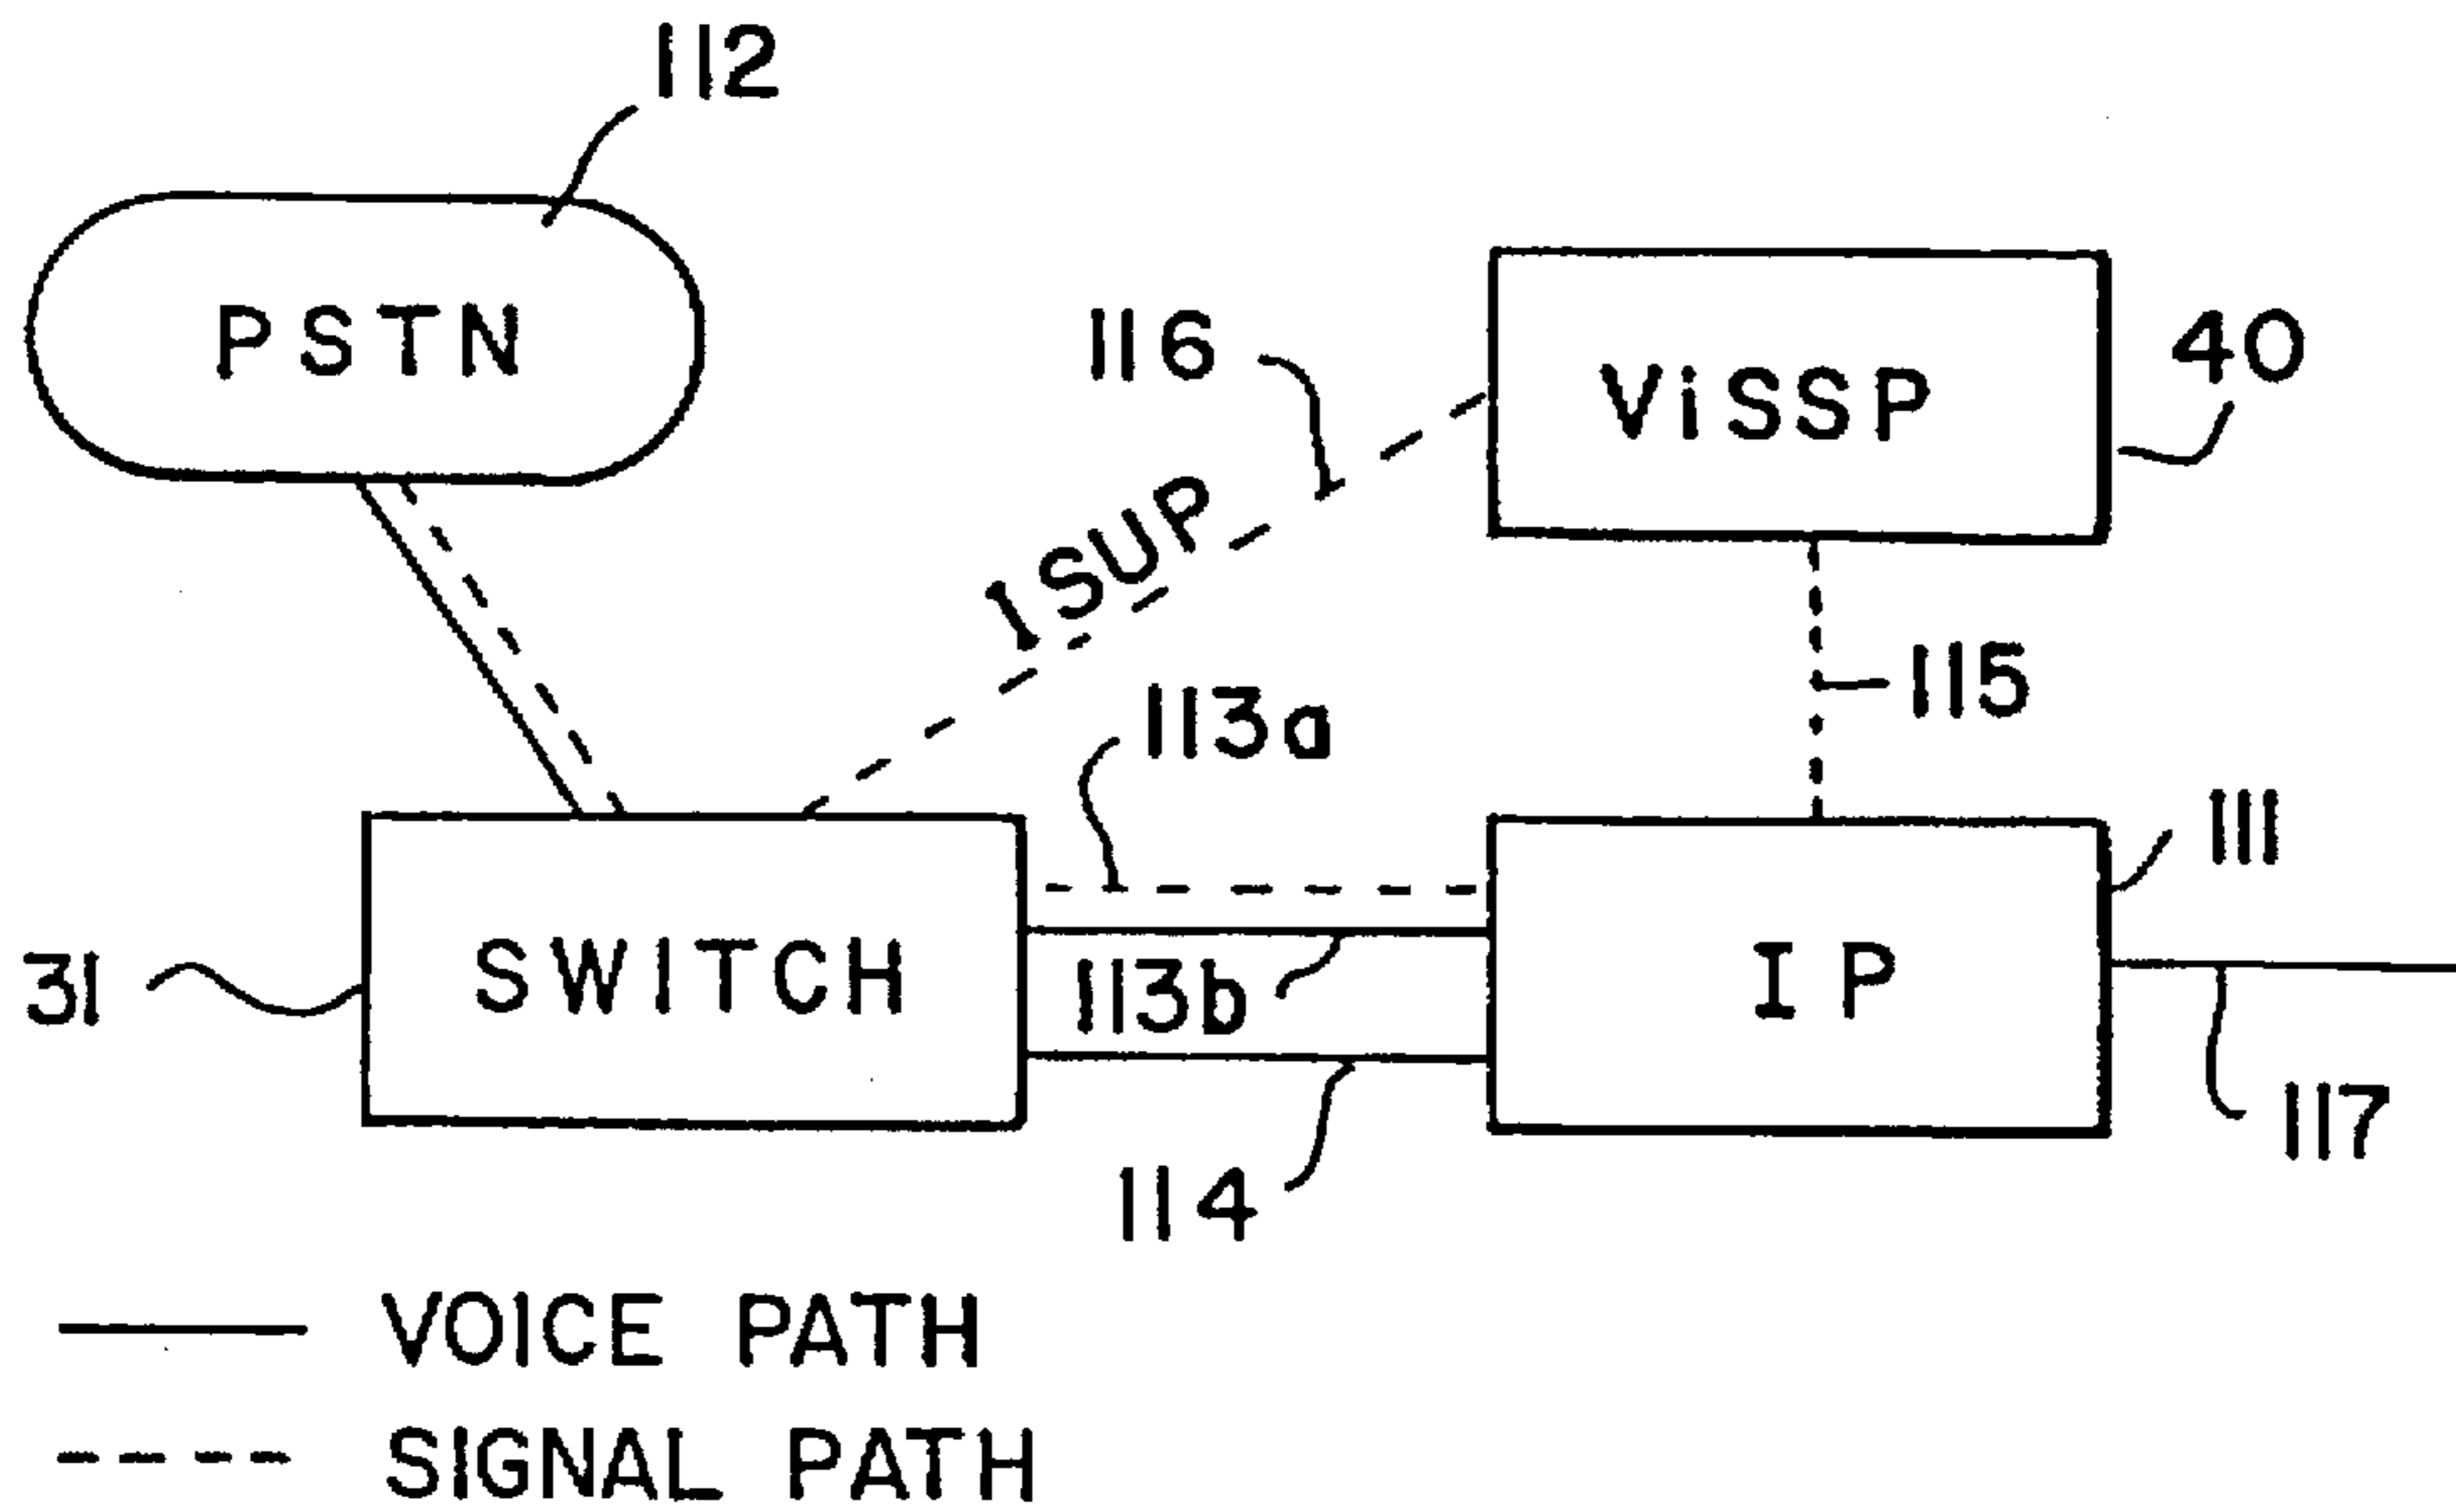 112
PSTN
116
ViSSP
40
ISUP
113a
115
111
31
SWITCH
113b
IP
114
117
VOICE PATH
SIGNAL PATH